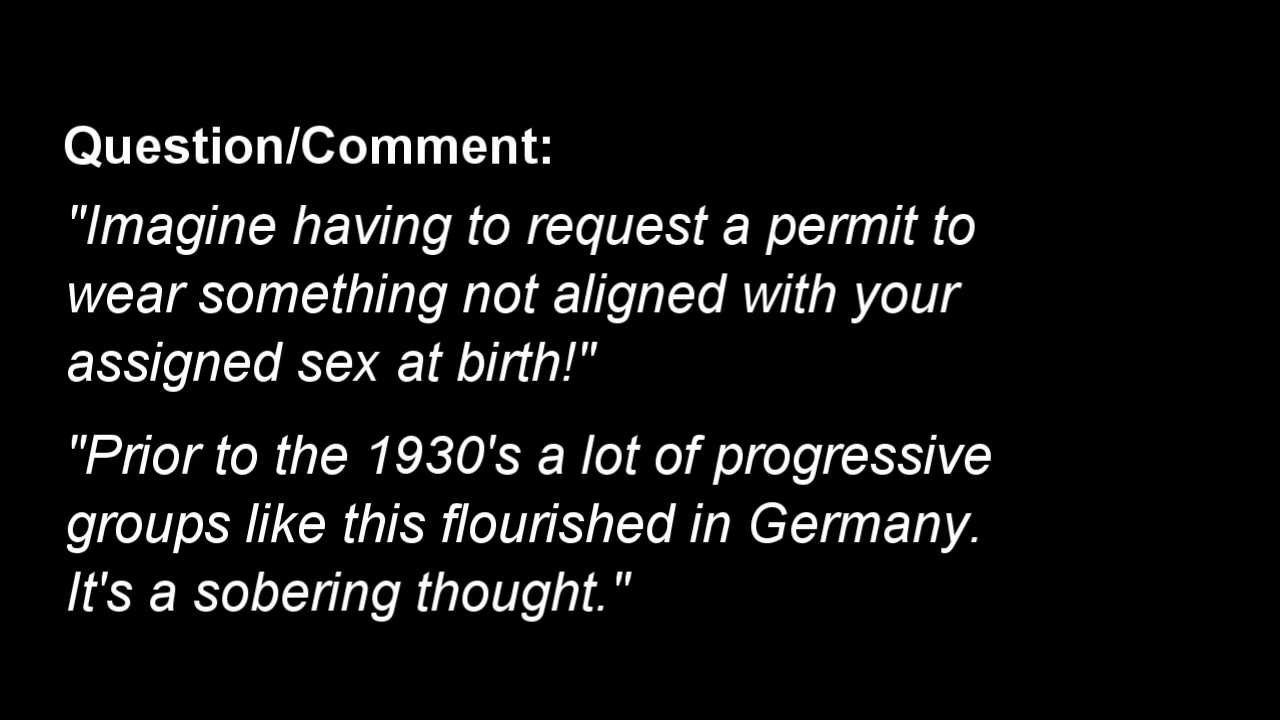 Question/Comment:
"Imagine having to request a permit to
wear something not aligned with your
assigned sex at birth!"
"Prior to the 1930's a lot of progressive
groups like this flourished in Germany.
It's a sobering thought."